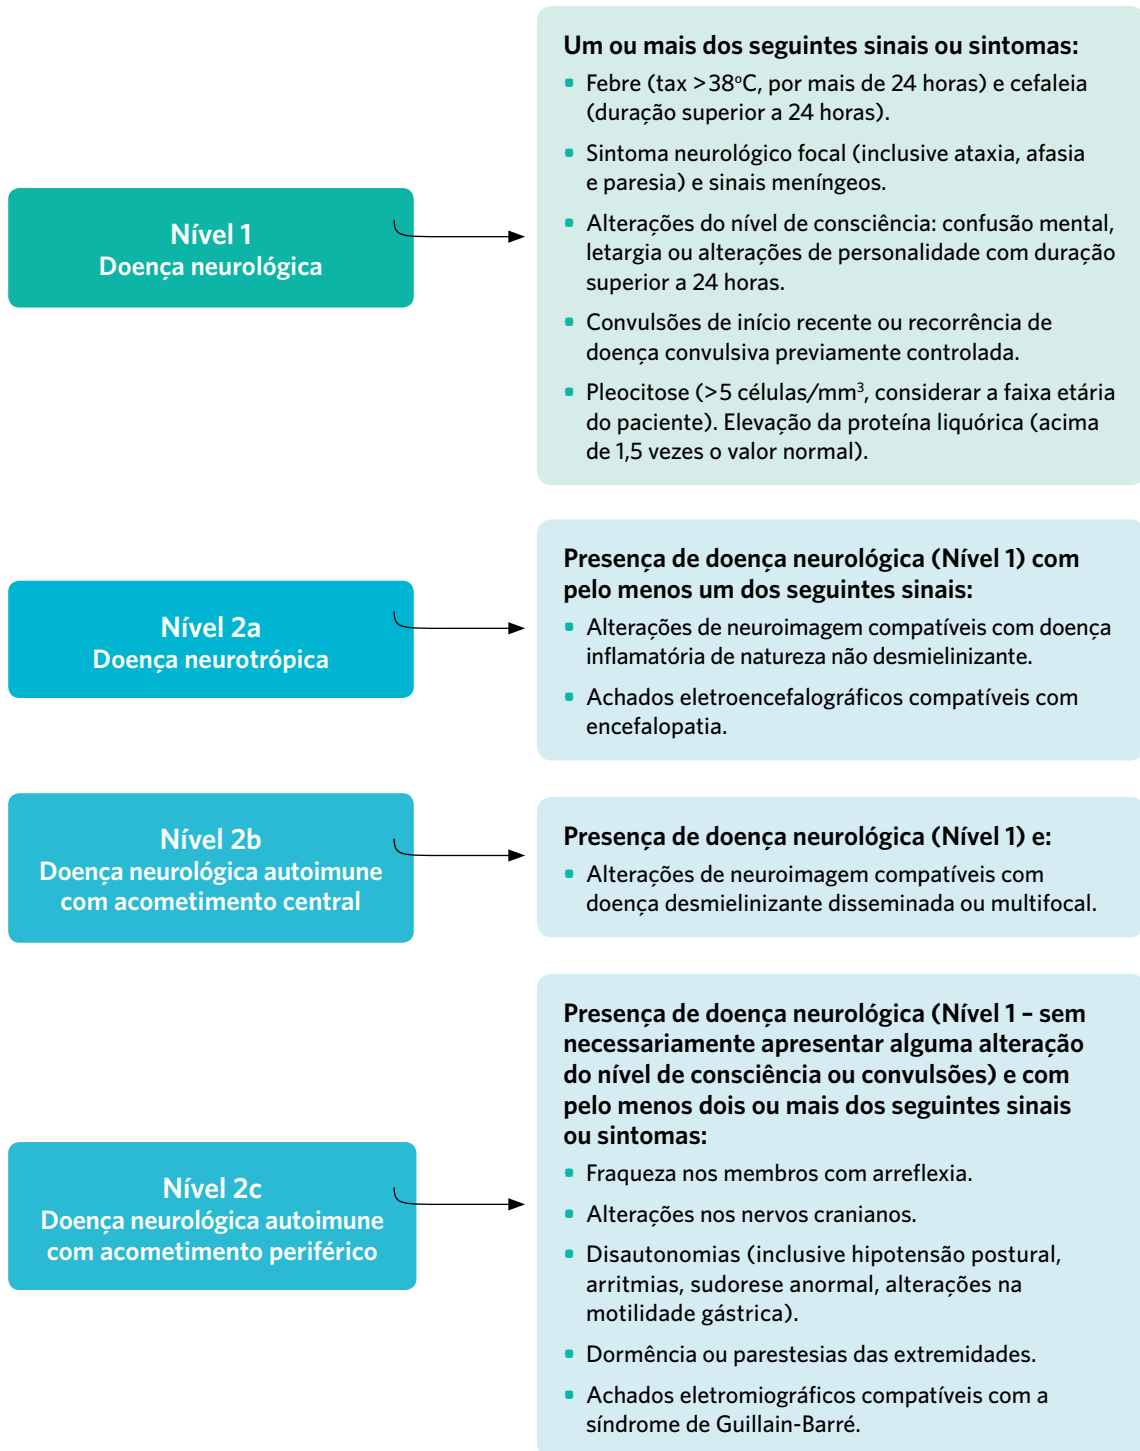 Nível 1
Doença neurológica
Um ou mais dos seguintes sinais ou sintomas:
▪ Febre (tax >38ºC, por mais de 24 horas) e cefaleia
(duração superior a 24 horas).
▪ Sintoma neurológico focal (inclusive ataxia, afasia
e paresia) e sinais meníngeos.
▪ Alterações do nível de consciência: confusão mental,
letargia ou alterações de personalidade com duração
superior a 24 horas.
▪ Convulsões de início recente ou recorrência de
doença convulsiva previamente controlada.
▪ Pleocitose (>5 células/mm³, considerar a faixa etária
do paciente). Elevação da proteína liquórica (acima
de 1,5 vezes o valor normal).
Nível 2a
Doença neurotrópica
Presença de doença neurológica (Nível 1) com
pelo menos um dos seguintes sinais:
▪ Alterações de neuroimagem compatíveis com doença
inflamatória de natureza não desmielinizante.
▪ Achados eletroencefalográficos compatíveis com
encefalopatia.
Nível 2b
Doença neurológica autoimune
com acometimento central
Presença de doença neurológica (Nível 1) e:
▪ Alterações de neuroimagem compatíveis com
doença desmielinizante disseminada ou multifocal.
Nível 2c
Doença neurológica autoimune
com acometimento periférico
Presença de doença neurológica (Nível 1 – sem
necessariamente apresentar alguma alteração
do nível de consciência ou convulsões) e com
pelo menos dois ou mais dos seguintes sinais
ou sintomas:
▪ Fraqueza nos membros com arreflexia.
▪ Alterações nos nervos cranianos.
▪ Disautonomias (inclusive hipotensão postural,
arritmias, sudorese anormal, alterações na
motilidade gástrica).
▪ Dormência ou parestesias das extremidades.
▪ Achados eletromiográficos compatíveis com a
síndrome de Guillain-Barré.